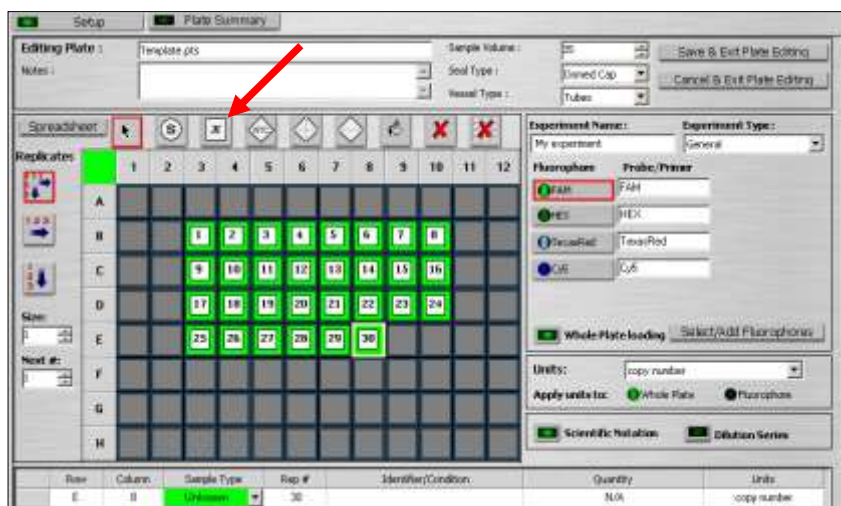 Setup Plate Summary
Editing Plate : Template.pts Sample Volume : 25 Save & Exit Plate Editing
Notes : Seal Type : Domed Cap Cancel & Exit Plate Editing
Vessel Type : Tubes
Spreadsheet S X NTC + - Experiment Name : Experiment Type :
My experiment General
Replicates 1 2 3 4 5 6 7 8 9 10 11 12 Fluorophore Probe/Primer
FAM FAM
A
HEX HEX
1 2 3
B 1 2 3 4 5 6 7 8 TexasRed TexasRed
C 9 10 11 12 13 14 15 16 Cy5 Cy5
D 17 18 19 20 21 22 23 24
Size:
1 E 25 26 27 28 29 30 Whole Plate loading Select/Add Fluorophores
Next #:
1 F Units: copy number
Apply units to: Whole Plate Fluorophore
G
H Scientific Notation Dilution Series
Row Column Sample Type Rep # Identifier/Condition Quantity Units
E 8 Unknown 30 N/A copy number